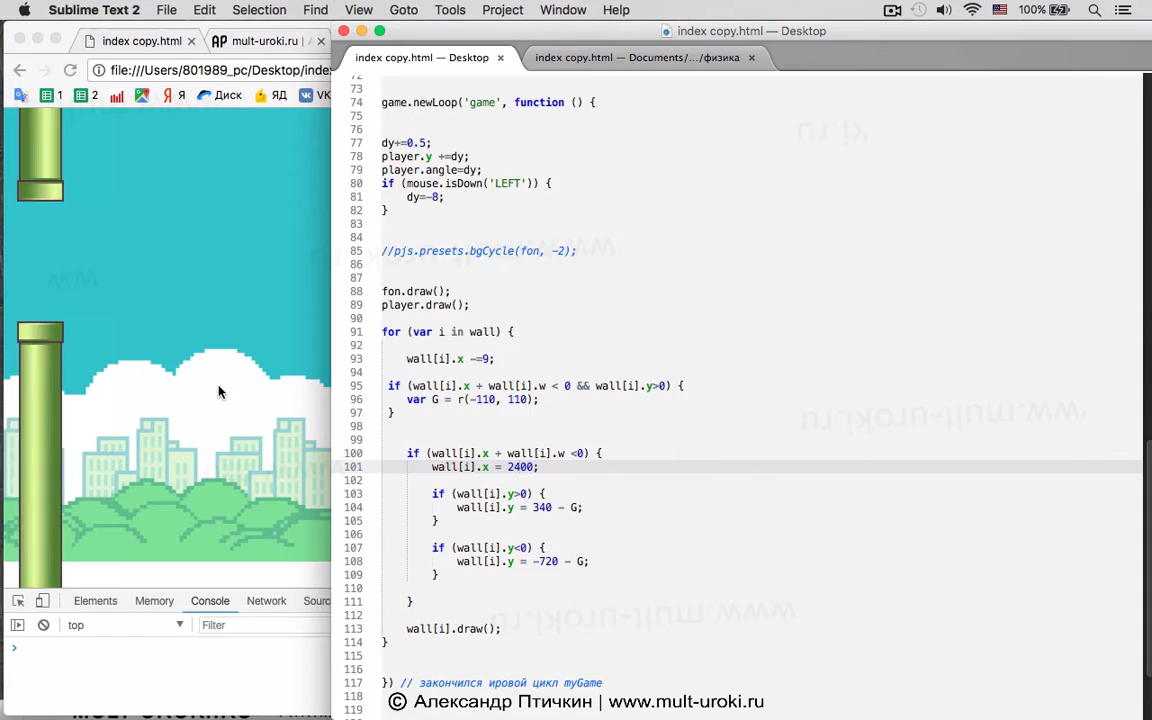 Sublime Text 2 File Edit Selection Find View Goto Tools Project Window Help 100%
index copy.html — Desktop
index copy.html × mult-uroki.ru | ×
index copy.html — Desktop × index copy.html — Documents/.../физика ×
file:///Users/801989_pc/Desktop/inde
1 2 Я Диск ЯД VK
72
73
74 game.newLoop('game', function () {
75
76
77 dy+=0.5;
78 player.y +=dy;
79 player.angle=dy;
80 if (mouse.isDown('LEFT')) {
81 dy=-8;
82 }
83
84
85 //pjs.presets.bgCycle(fon, -2);
86
87
88 fon.draw();
89 player.draw();
90
91 for (var i in wall) {
92
93 wall[i].x -=9;
94
95 if (wall[i].x + wall[i].w < 0 && wall[i].y>0) {
96 var G = r(-110, 110);
97 }
98
99
100 if (wall[i].x + wall[i].w <0) {
101 wall[i].x = 2400;
102
103 if (wall[i].y>0) {
104 wall[i].y = 340 - G;
105 }
106
107 if (wall[i].y<0) {
108 wall[i].y = -720 - G;
109 }
110
111 }
112
113 wall[i].draw();
114 }
115
116
117 }) // закончился ировой цикл myGame
118
119
Elements Memory Console Network Sourc
top ▼ Filter
>
© Александр Птичкин | www.mult-uroki.ru